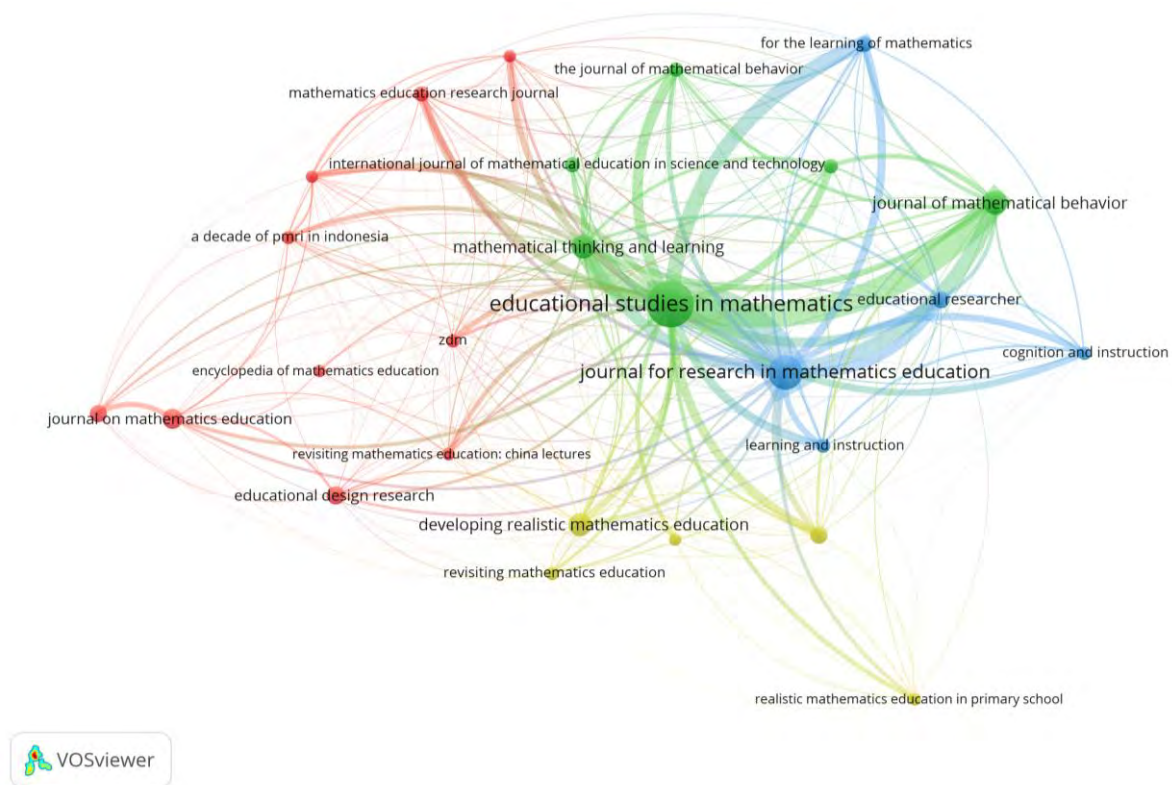 for the learning of mathematics
the journal of mathematical behavior
mathematics education research journal
international journal of mathematical education in science and technology
journal of mathematical behavior
a decade of pmri in indonesia
mathematical thinking and learning
educational studies in mathematics
educational researcher
zdm
cognition and instruction
encyclopedia of mathematics education
journal for research in mathematics education
journal on mathematics education
learning and instruction
revisiting mathematics education: china lectures
educational design research
developing realistic mathematics education
revisiting mathematics education
realistic mathematics education in primary school
VOSviewer